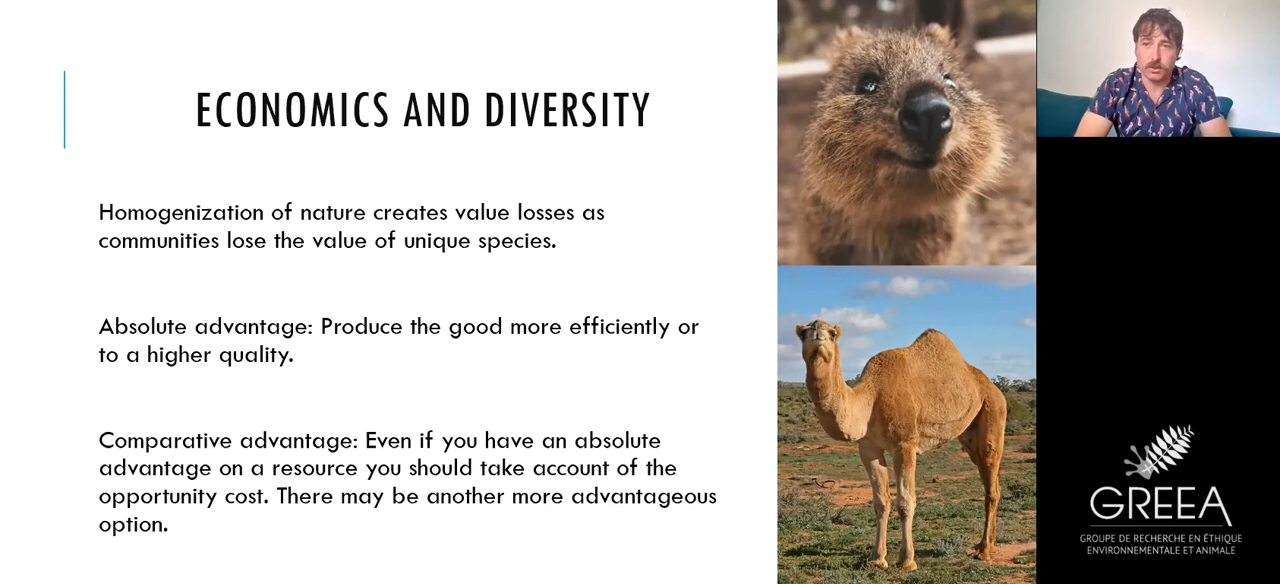 ECONOMICS AND DIVERSITY
Homogenization of nature creates value losses as
communities lose the value of unique species.
Absolute advantage: Produce the good more efficiently or
to a higher quality.
Comparative advantage: Even if you have an absolute
advantage on a resource you should take account of the
opportunity cost. There may be another more advantageous
option.
GREEA
GROUPE DE RECHERCHE EN ÉTHIQUE
ENVIRONNEMENTALE ET ANIMALE